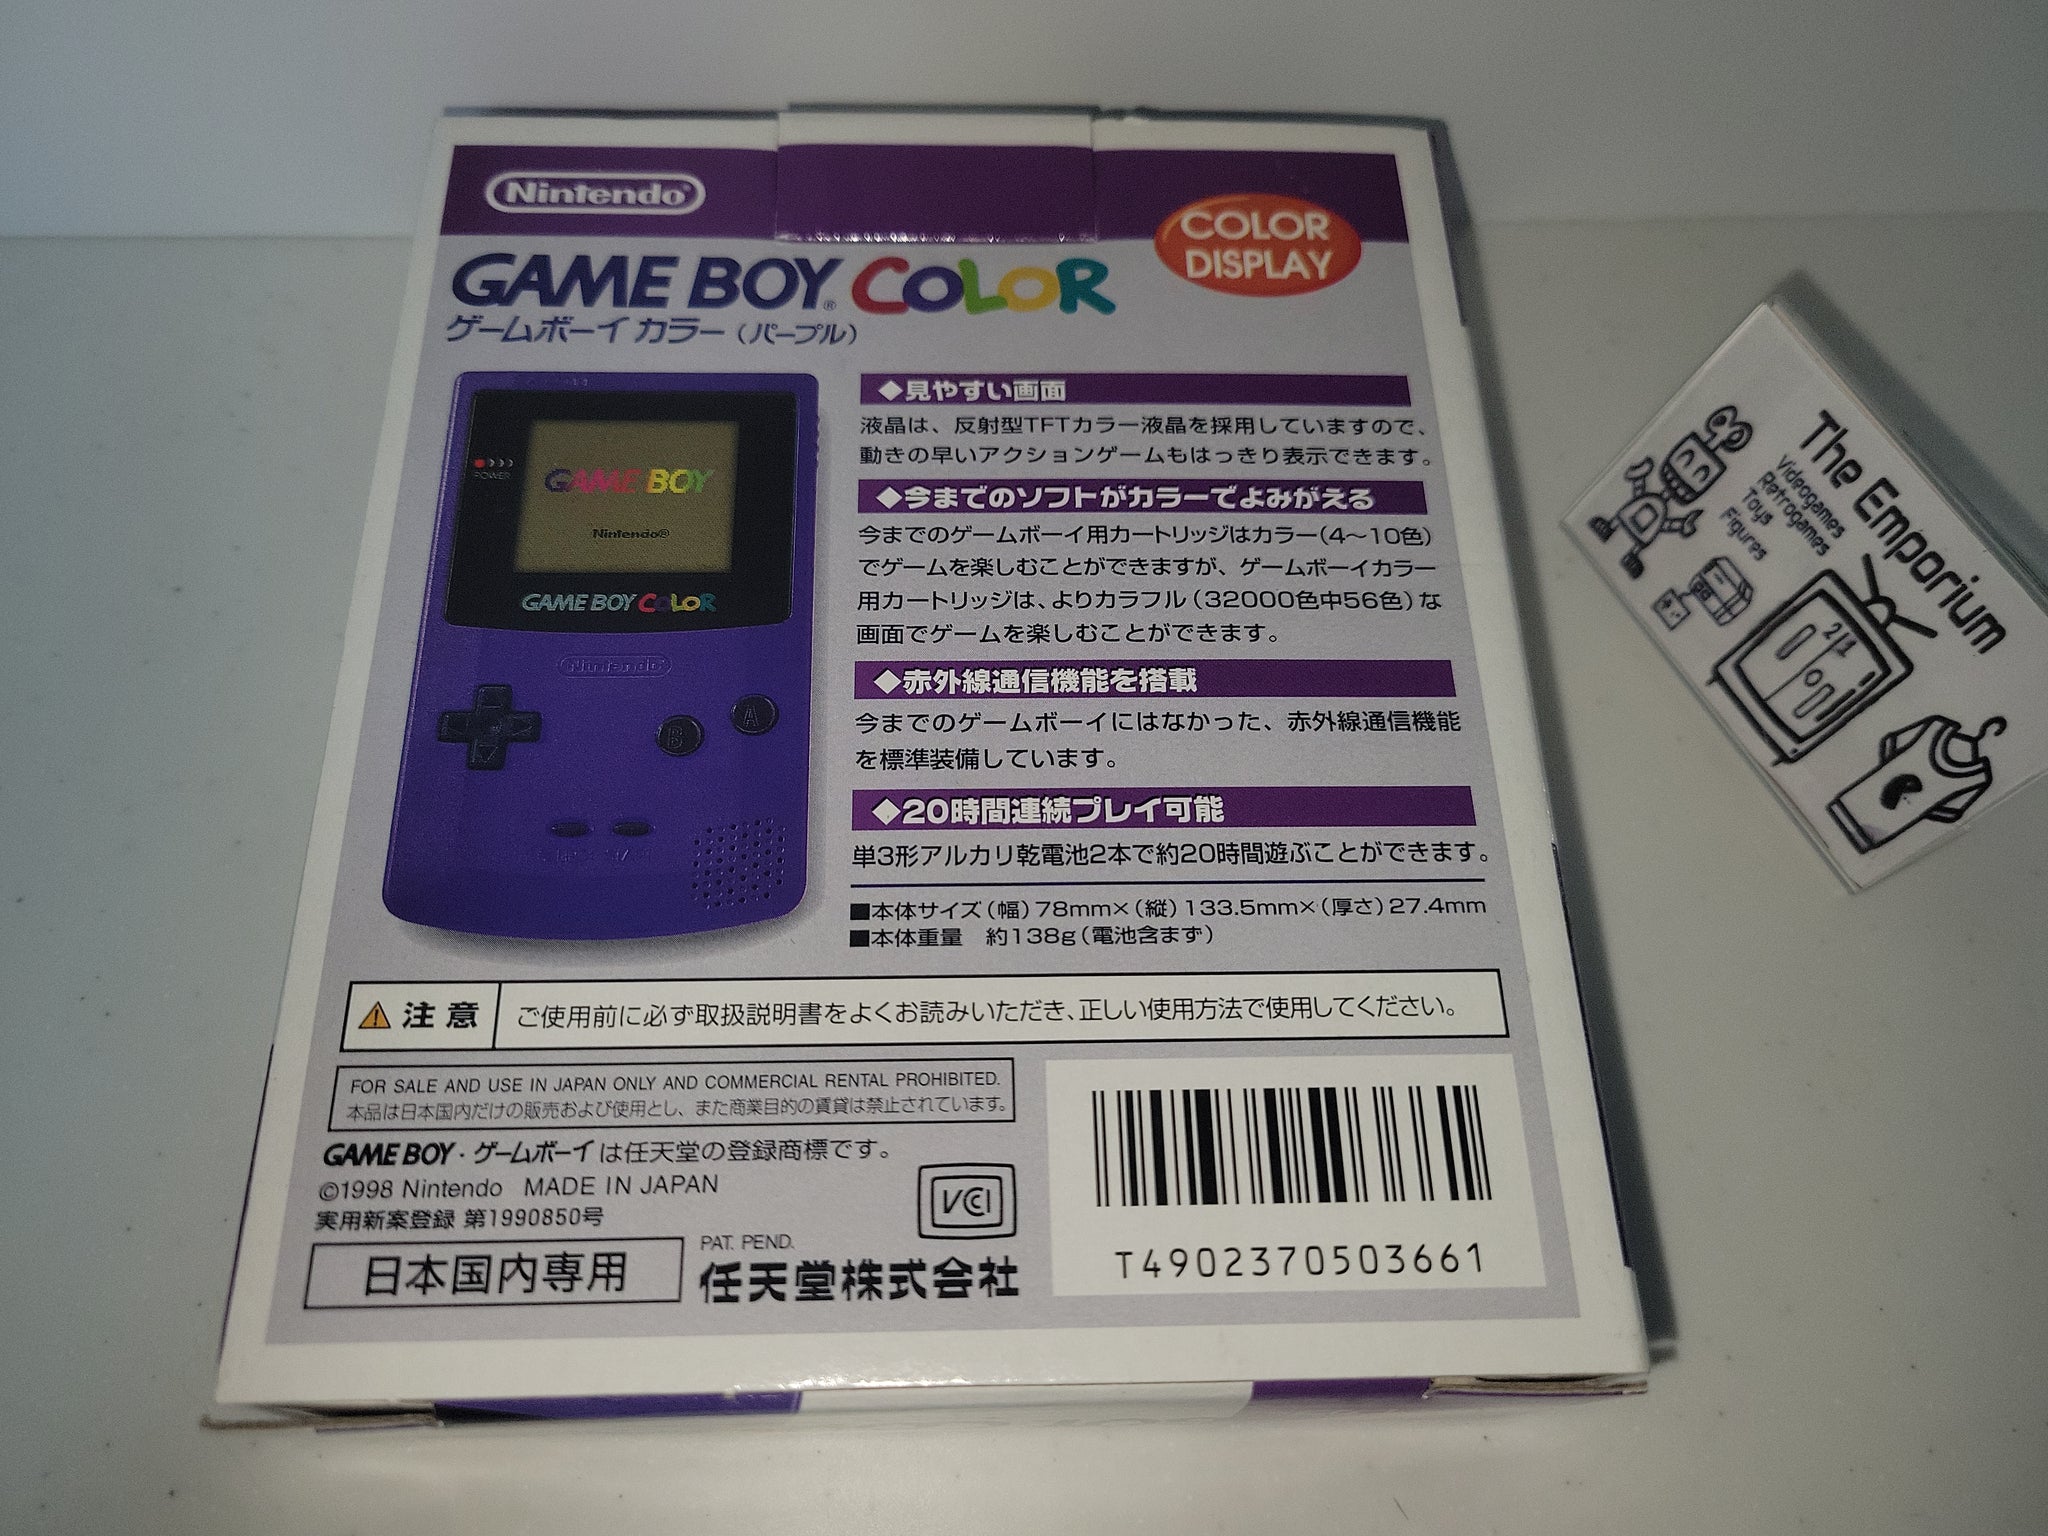 Nintendo
COLOR
DISPLAY
GAME BOY® COLOR
ゲームボーイ カラー（パープル）
POWER
GAME BOY
Nintendo®
GAME BOY COLOR
Nintendo
B
A
◆見やすい画面
液晶は、反射型TFTカラー液晶を採用していますので、
動きの早いアクションゲームもはっきり表示できます。
◆今までのソフトがカラーでよみがえる
今までのゲームボーイ用カートリッジはカラー（4～10色）
でゲームを楽しむことができますが、ゲームボーイカラー
用カートリッジは、よりカラフル（32000色中56色）な
画面でゲームを楽しむことができます。
◆赤外線通信機能を搭載
今までのゲームボーイにはなかった、赤外線通信機能
を標準装備しています。
◆20時間連続プレイ可能
単3形アルカリ乾電池2本で約20時間遊ぶことができます。
■本体サイズ（幅）78mm×（縦）133.5mm×（厚さ）27.4mm
■本体重量　約138g（電池含まず）
注意
ご使用前に必ず取扱説明書をよくお読みいただき、正しい使用方法で使用してください。
FOR SALE AND USE IN JAPAN ONLY AND COMMERCIAL RENTAL PROHIBITED.
本品は日本国内だけの販売および使用とし、また商業目的の賃貸は禁止されています。
GAME BOY・ゲームボーイは任天堂の登録商標です。
©1998 Nintendo MADE IN JAPAN
実用新案登録 第1990850号
VCI
日本国内専用
PAT. PEND.
任天堂株式会社
T4902370503661
The Emporium
Videogames
Retrogames
Toys
Figures